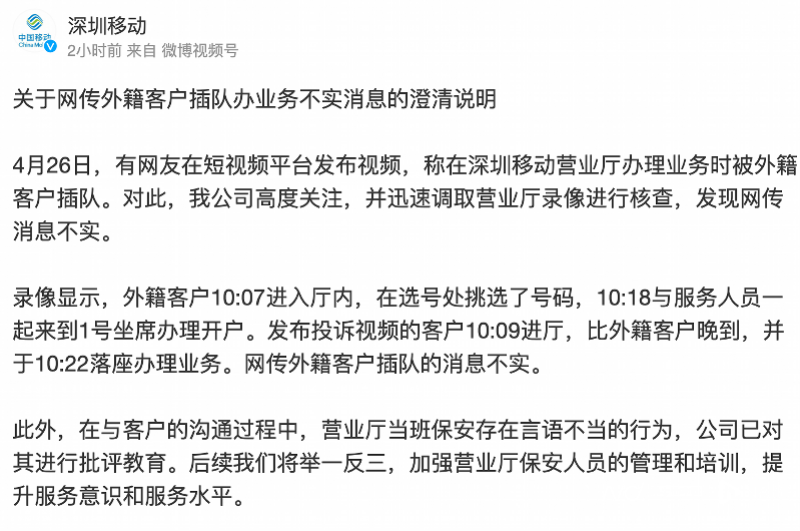 深圳移动
中国移动
China Mo
2小时前 来自 微博视频号
关于网传外籍客户插队办业务不实消息的澄清说明
4月26日，有网友在短视频平台发布视频，称在深圳移动营业厅办理业务时被外籍
客户插队。对此，我公司高度关注，并迅速调取营业厅录像进行核查，发现网传
消息不实。
录像显示，外籍客户10:07进入厅内，在选号处挑选了号码，10:18与服务人员一
起来到1号坐席办理开户。发布投诉视频的客户10:09进厅，比外籍客户晚到，并
于10:22落座办理业务。网传外籍客户插队的消息不实。
此外，在与客户的沟通过程中，营业厅当班保安存在言语不当的行为，公司已对
其进行批评教育。后续我们将举一反三，加强营业厅保安人员的管理和培训，提
升服务意识和服务水平。